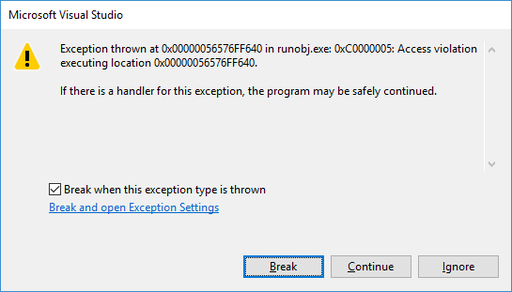 Microsoft Visual Studio
Exception thrown at 0x00000056576FF640 in runobj.exe: 0xC0000005: Access violation
executing location 0x00000056576FF640.
If there is a handler for this exception, the program may be safely continued.
Break when this exception type is thrown
Break and open Exception Settings
Break
Continue
Ignore